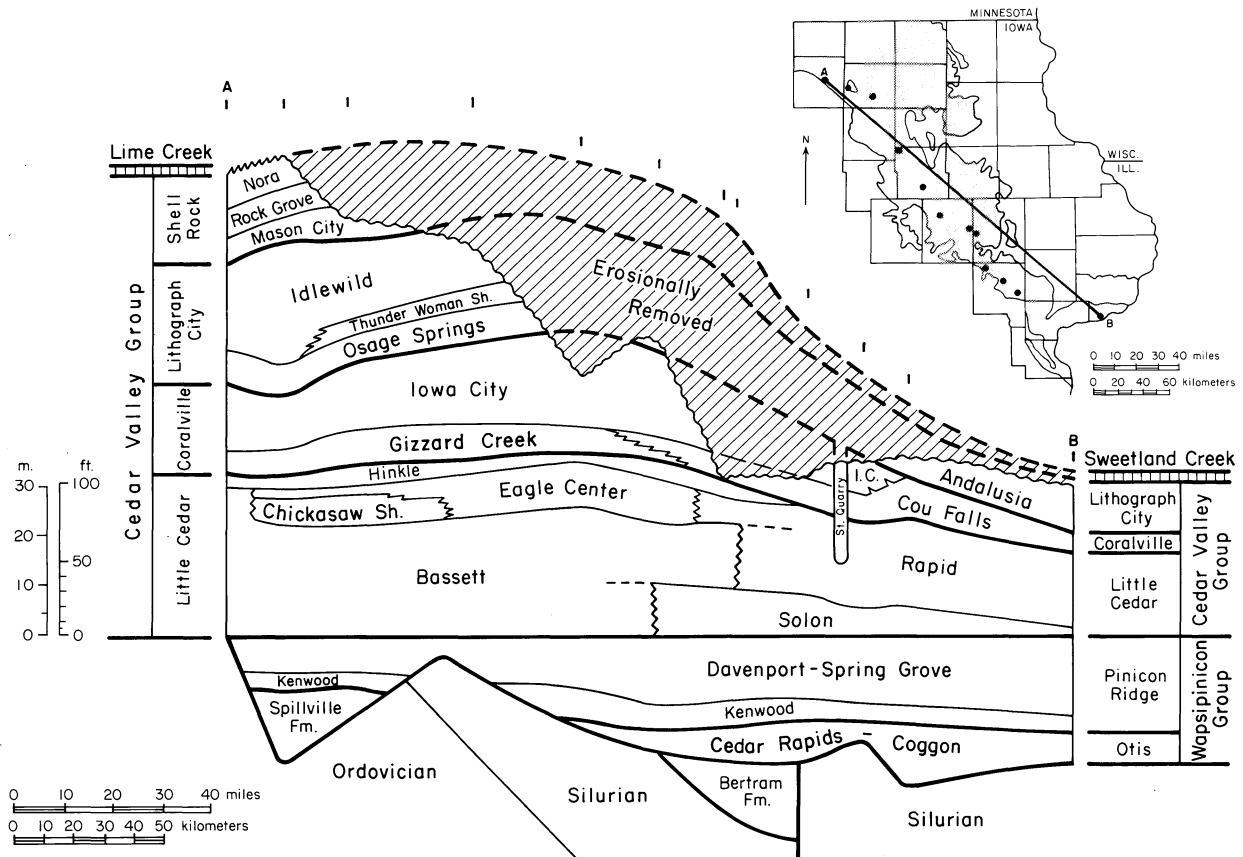 MINNESOTA
IOWA
A
WISC.
ILL.
N
B
0 10 20 30 40 miles
0 20 40 60 kilometers
A
Lime Creek
Nora
Rock Grove
Mason City
Shell Rock
Idlewild
Thunder Woman Sh.
Osage Springs
Lithograph City
Erosionally
Removed
Iowa City
Gizzard Creek
Coralville
Hinkle
Eagle Center
Chickasaw Sh.
Bassett
Little Cedar
Cedar Valley Group
m. ft.
30 100
20
50
10
0 0
I.C.
St. Quarry
Andalusia
Cou Falls
Rapid
Solon
B
Sweetland Creek
Lithograph
City
Coralville
Little
Cedar
Cedar Valley
Group
Davenport-Spring Grove
Kenwood
Spillville
Fm.
Kenwood
Cedar Rapids - Coggon
Pinicon
Ridge
Otis
Wapsipinicon
Group
Ordovician
Silurian
Bertram
Fm.
Silurian
0 10 20 30 40 miles
0 10 20 30 40 50 kilometers